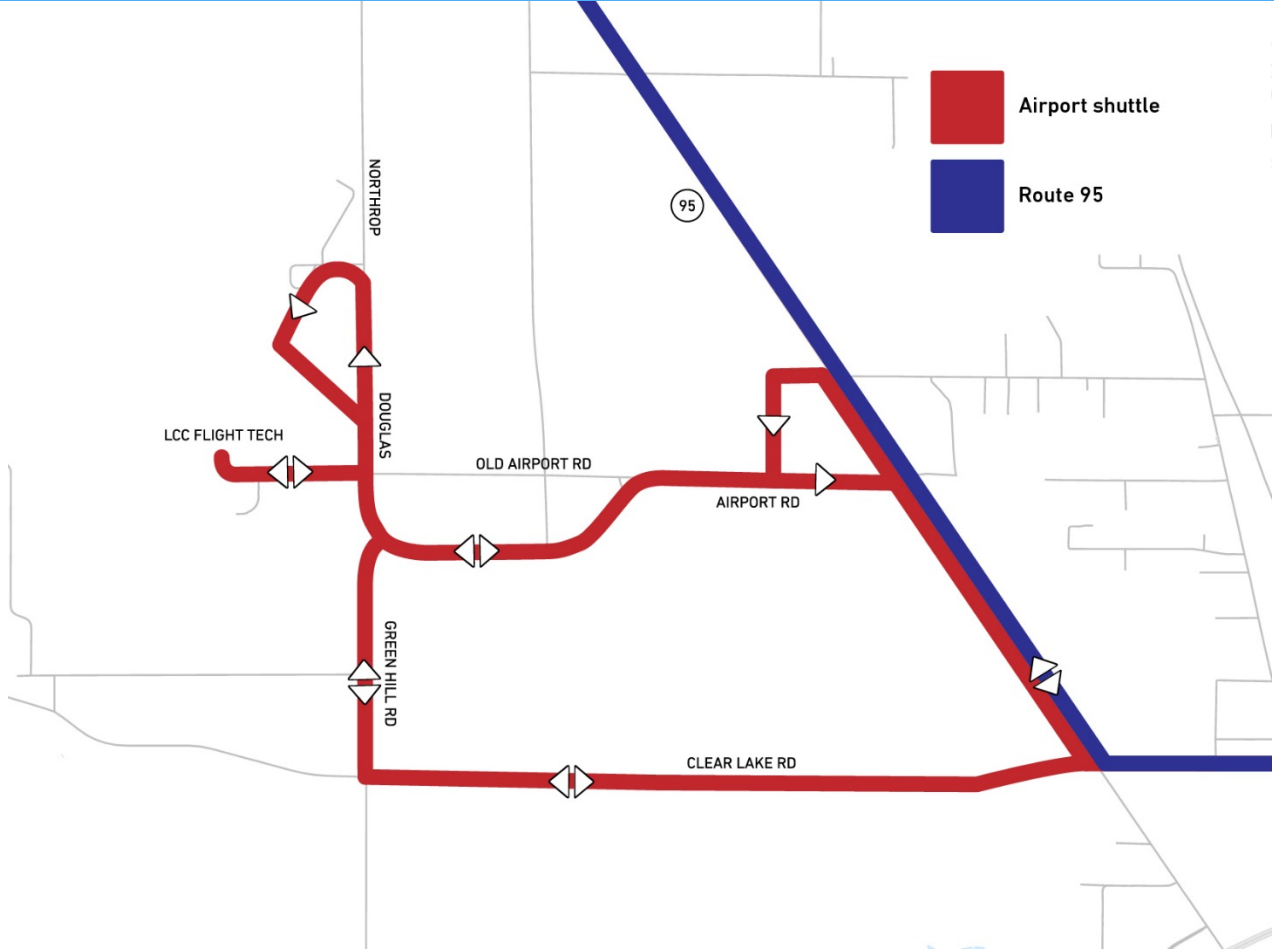 Airport shuttle
Route 95
95
NORTHROP
DOUGLAS
LCC FLIGHT TECH
OLD AIRPORT RD
AIRPORT RD
GREEN HILL RD
CLEAR LAKE RD